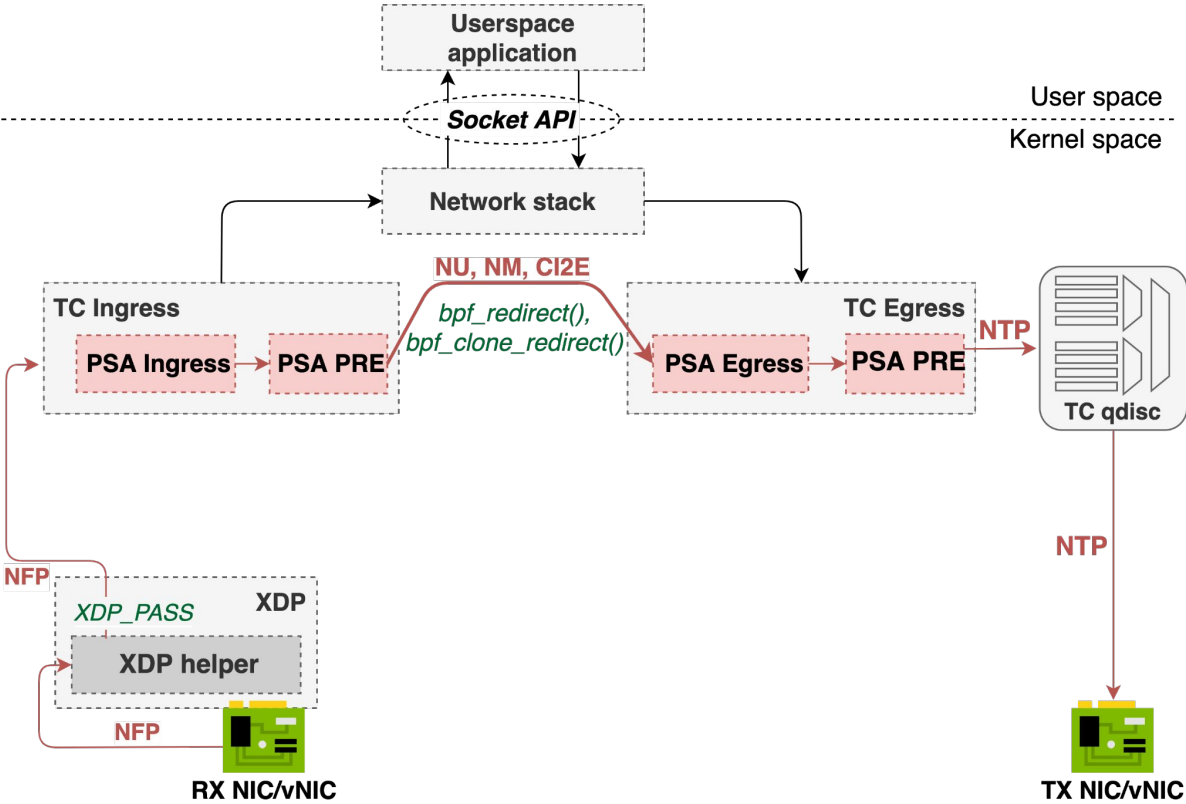 Userspace
application
User space
Socket API
Kernel space
Network stack
NU, NM, CI2E
TC Ingress
bpf_redirect(),
bpf_clone_redirect()
TC Egress
PSA Ingress
PSA PRE
PSA Egress
PSA PRE
NTP
TC qdisc
NTP
NFP
XDP
XDP_PASS
XDP helper
NFP
RX NIC/vNIC
TX NIC/vNIC